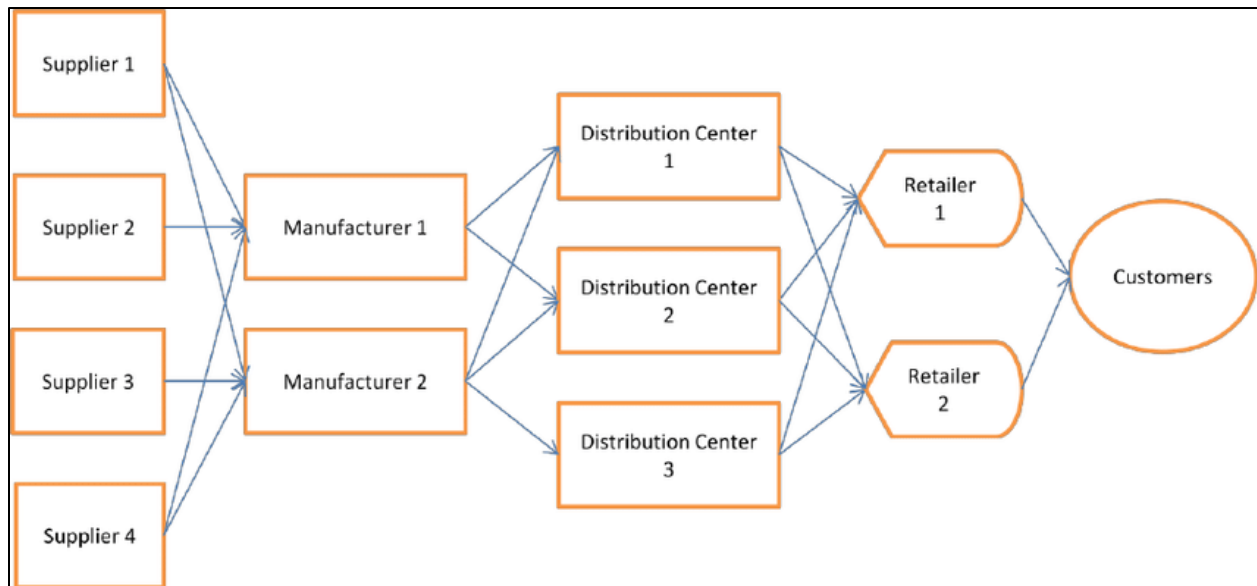 Supplier 1
Supplier 2
Supplier 3
Supplier 4
Manufacturer 1
Manufacturer 2
Distribution Center
1
Distribution Center
2
Distribution Center
3
Retailer
1
Retailer
2
Customers